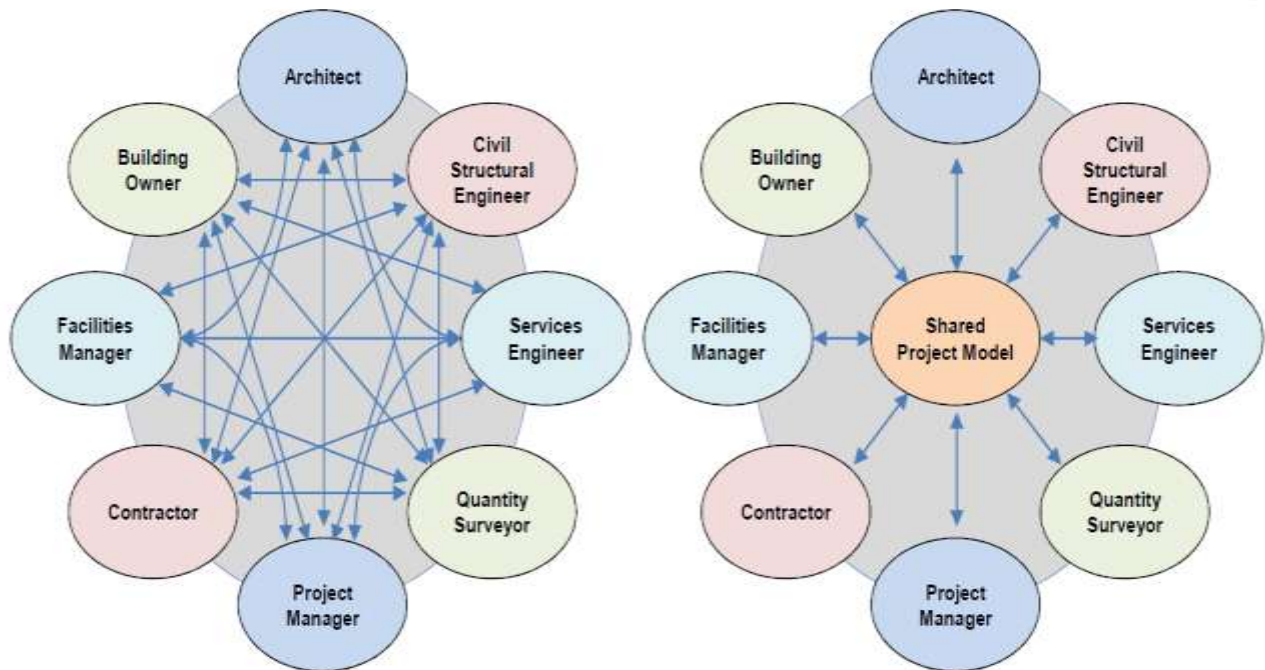 Architect
Building
Owner
Civil
Structural
Engineer
Facilities
Manager
Services
Engineer
Contractor
Quantity
Surveyor
Project
Manager
Architect
Building
Owner
Civil
Structural
Engineer
Facilities
Manager
Shared
Project Model
Services
Engineer
Contractor
Quantity
Surveyor
Project
Manager